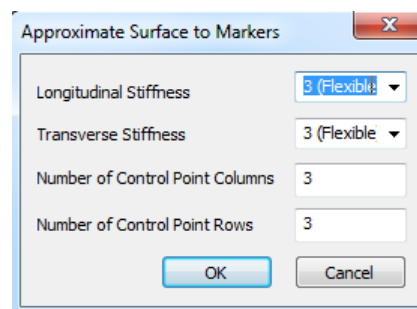 Approximate Surface to Markers
Longitudinal Stiffness 3 (Flexible
Transverse Stiffness 3 (Flexible
Number of Control Point Columns 3
Number of Control Point Rows 3
OK Cancel